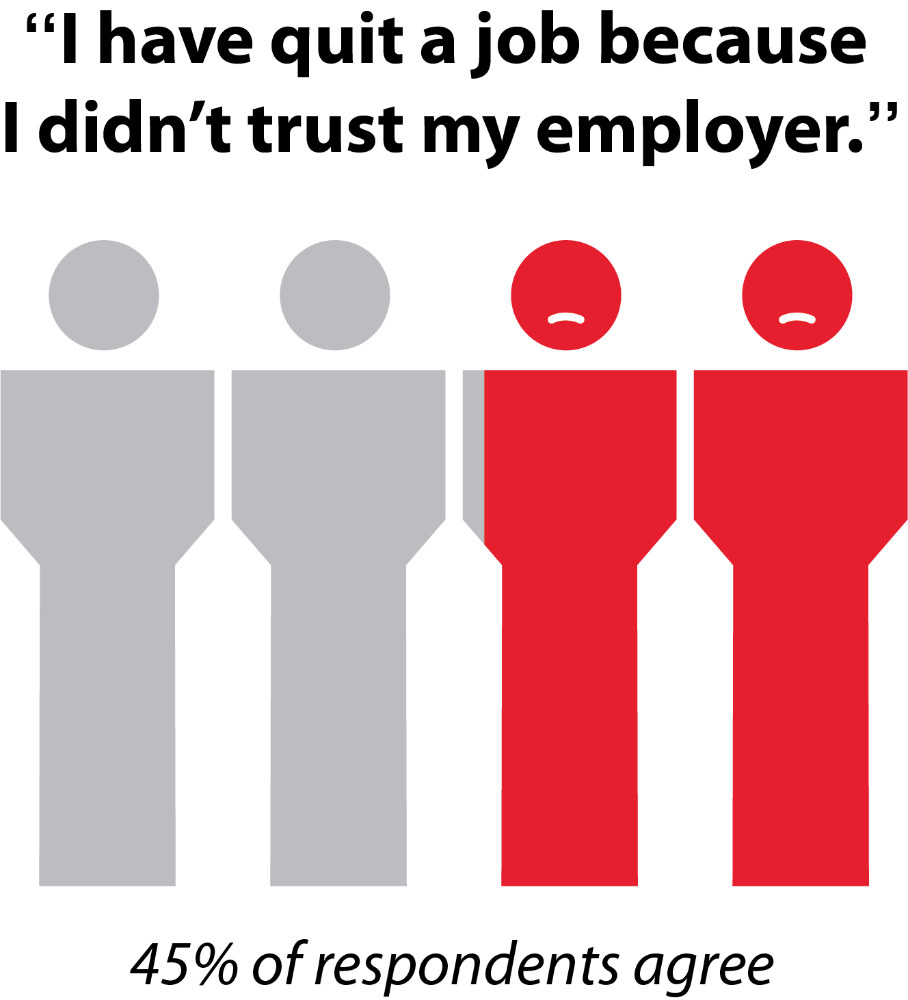 “I have quit a job because
I didn’t trust my employer.”
45% of respondents agree